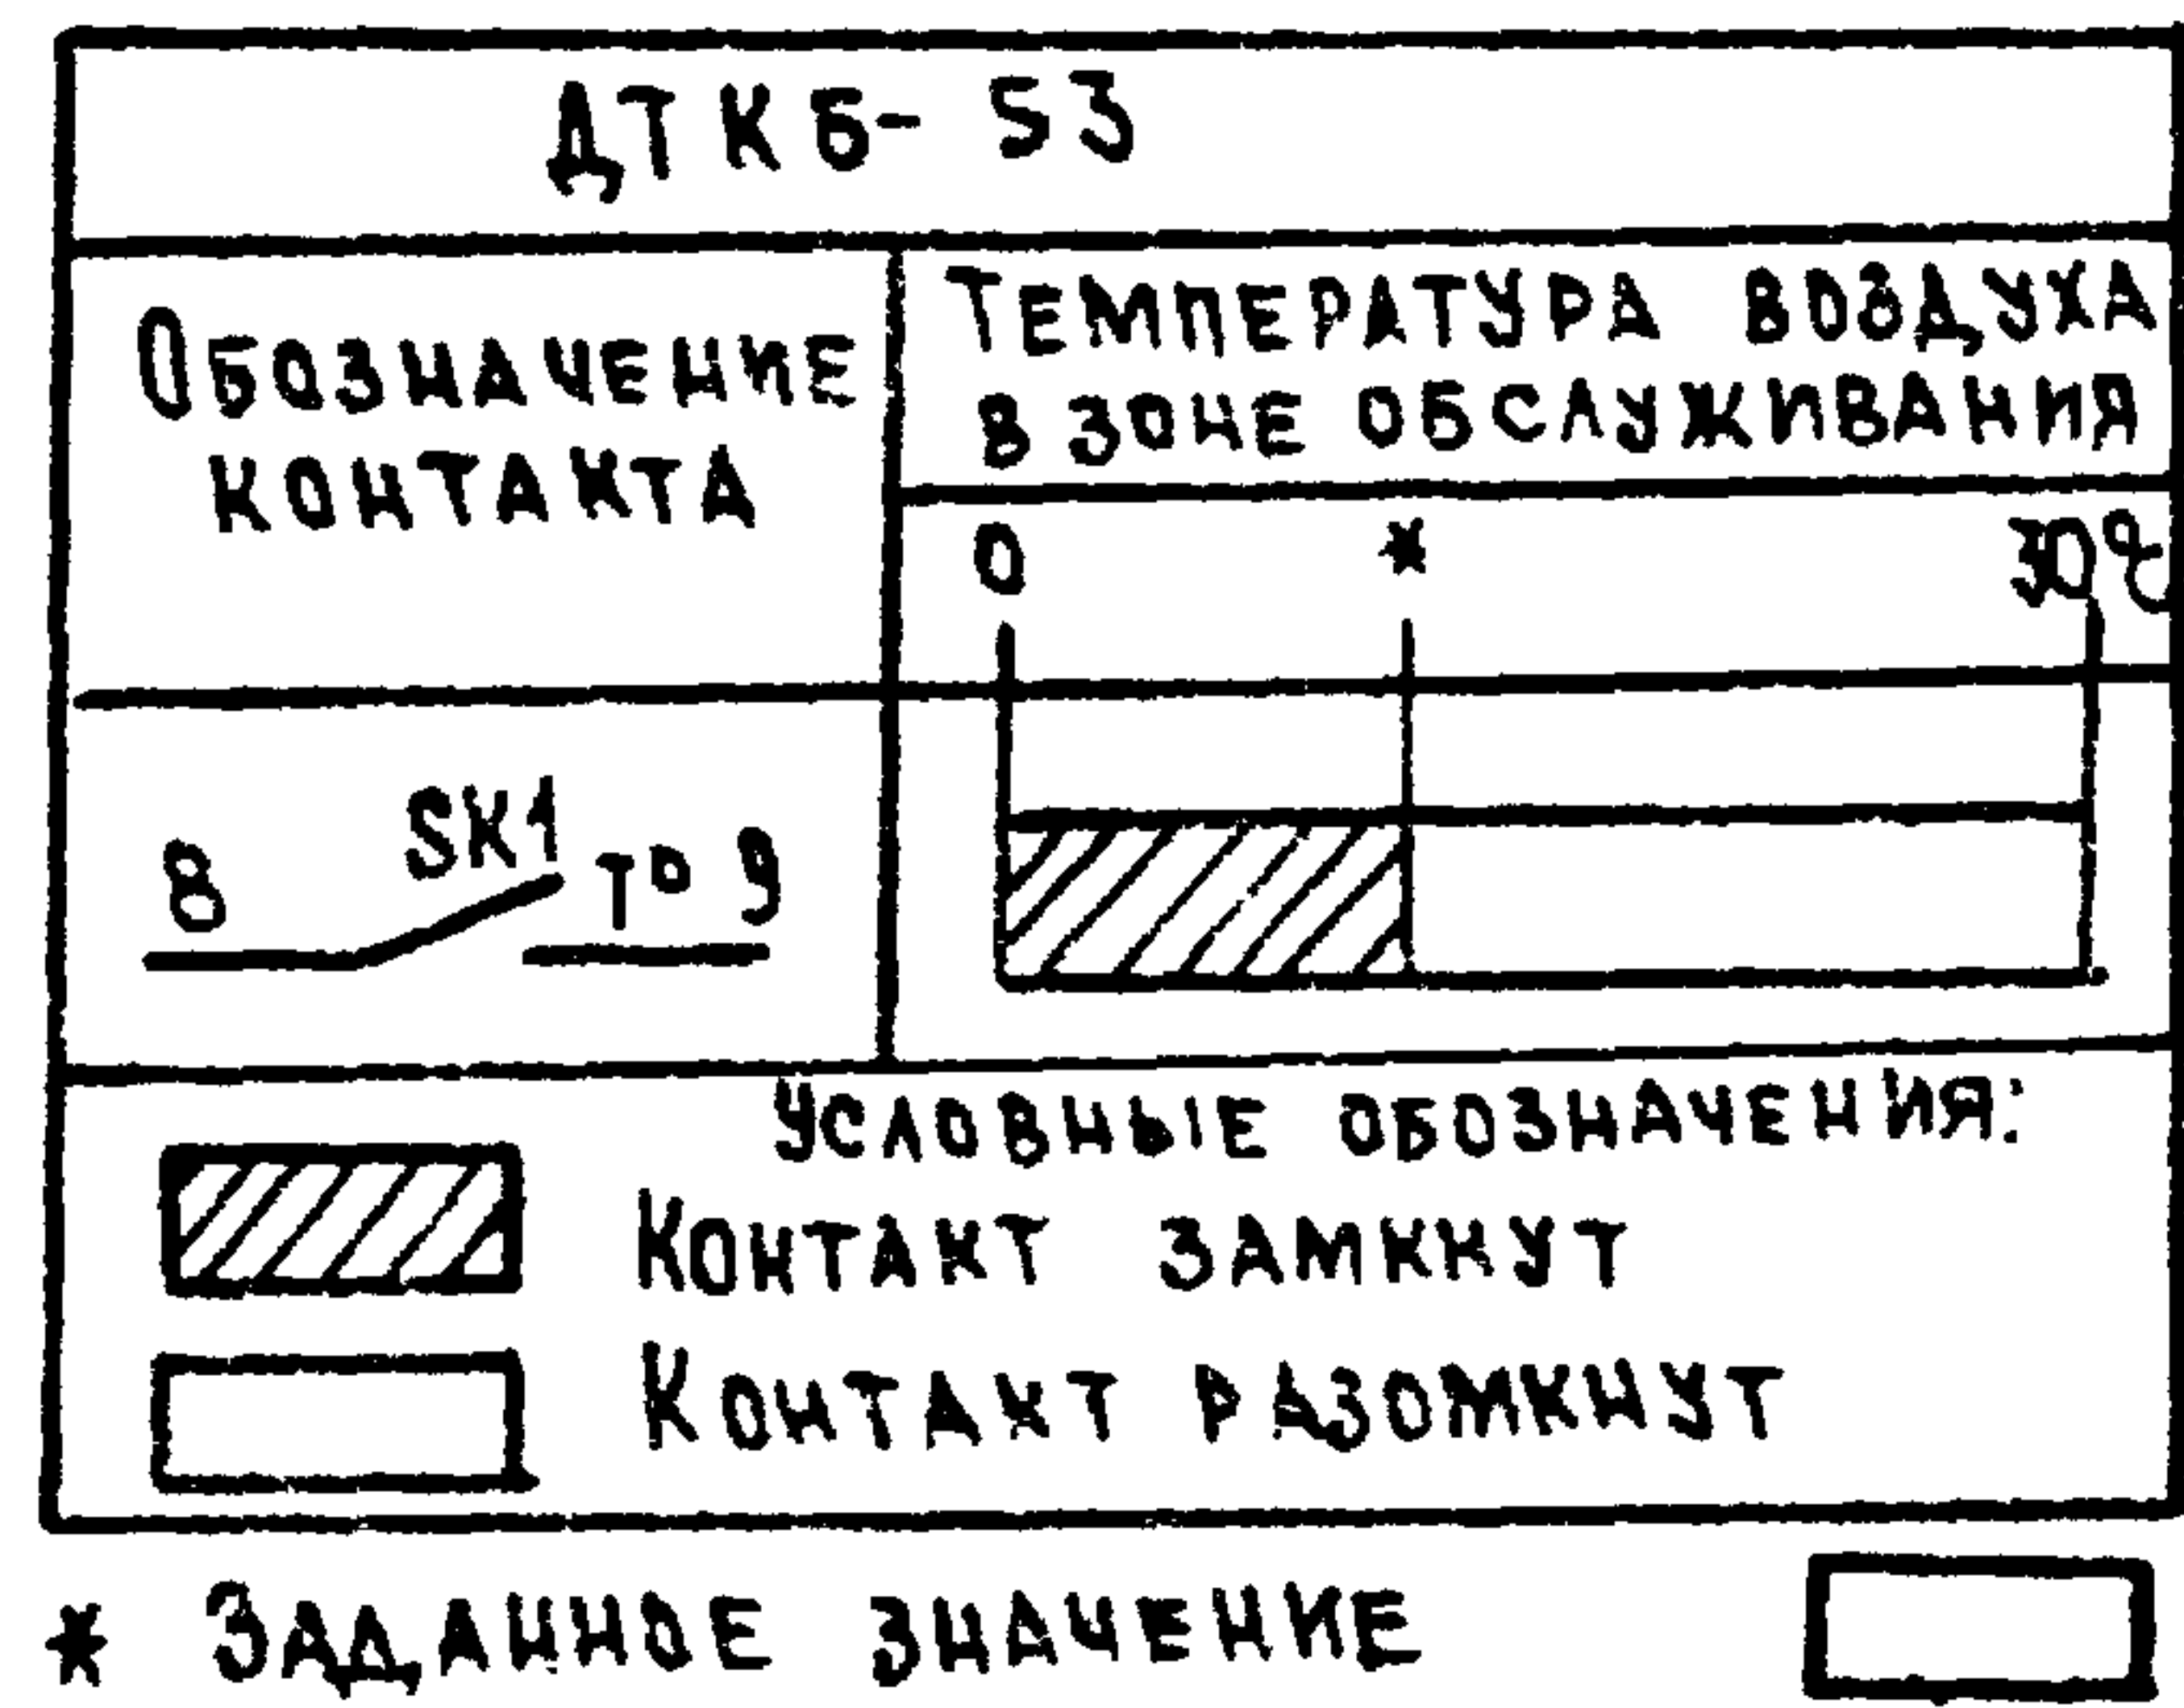 ДТКБ- 53
ОБОЗНАЧЕНИЕ
КОНТАКТА
ТЕМПЕРАТУРА ВОЗДУХА
В ЗОНЕ ОБСЛУЖИВАНИЯ
0 * 30°C
8 SK1 T° 9
УСЛОВНЫЕ ОБОЗНАЧЕНИЯ:
КОНТАКТ ЗАМКНУТ
КОНТАКТ РАЗОМКНУТ
* ЗАДАННОЕ ЗНАЧЕНИЕ